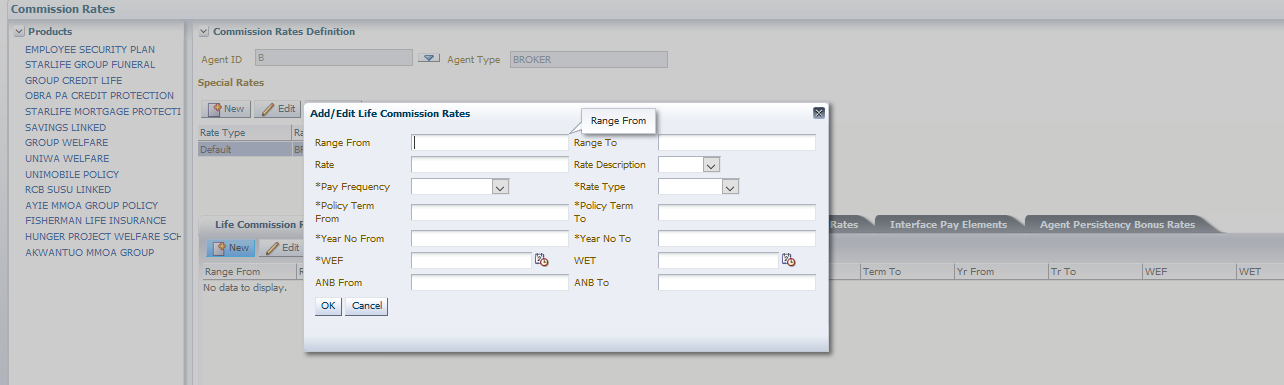 Commission Rates
Products
EMPLOYEE SECURITY PLAN
STARLIFE GROUP FUNERAL
GROUP CREDIT LIFE
OBRA PA CREDIT PROTECTION
STARLIFE MORTGAGE PROTECTI
SAVINGS LINKED
GROUP WELFARE
UNIWA WELFARE
UNIMOBILE POLICY
RCB SUSU LINKED
AYIE MMOA GROUP POLICY
FISHERMAN LIFE INSURANCE
HUNGER PROJECT WELFARE SCH
AKWANTUO MMOA GROUP
Commission Rates Definition
Agent ID B Agent Type BROKER
Special Rates
New Edit
Rate Type Ra
Default BR
Add/Edit Life Commission Rates
Range From
Range From Range To
Rate Rate Description
*Pay Frequency *Rate Type
*Policy Term From *Policy Term To
*Year No From *Year No To
*WEF WET
ANB From ANB To
OK Cancel
Life Commission R Rates Interface Pay Elements Agent Persistency Bonus Rates
New Edit
Range From R Term To Yr From Tr To WEF WET
No data to display.